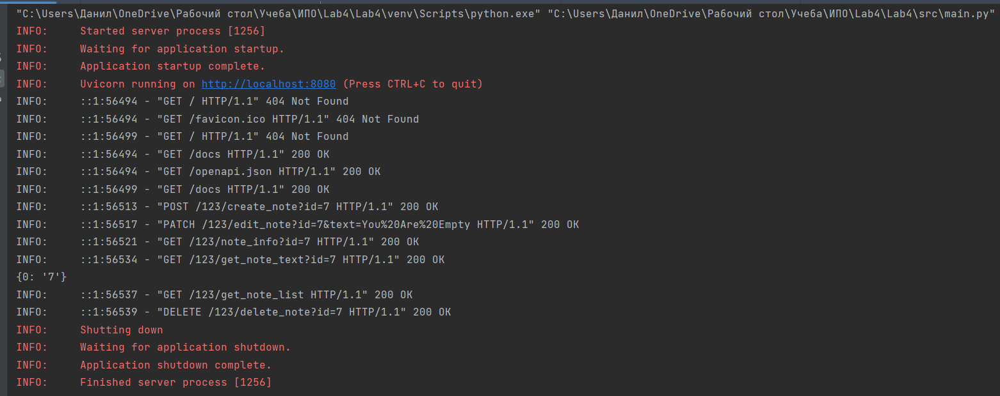 "C:\Users\Данил\OneDrive\Рабочий стол\Учеба\ИПО\Lab4\Lab4\venv\Scripts\python.exe" "C:\Users\Данил\OneDrive\Рабочий стол\Учеба\ИПО\Lab4\Lab4\src\main.py"
INFO:     Started server process [1256]
INFO:     Waiting for application startup.
INFO:     Application startup complete.
INFO:     Uvicorn running on http://localhost:8080 (Press CTRL+C to quit)
INFO:     ::1:56494 - "GET / HTTP/1.1" 404 Not Found
INFO:     ::1:56494 - "GET /favicon.ico HTTP/1.1" 404 Not Found
INFO:     ::1:56499 - "GET / HTTP/1.1" 404 Not Found
INFO:     ::1:56494 - "GET /docs HTTP/1.1" 200 OK
INFO:     ::1:56494 - "GET /openapi.json HTTP/1.1" 200 OK
INFO:     ::1:56499 - "GET /docs HTTP/1.1" 200 OK
INFO:     ::1:56513 - "POST /123/create_note?id=7 HTTP/1.1" 200 OK
INFO:     ::1:56517 - "PATCH /123/edit_note?id=7&text=You%20Are%20Empty HTTP/1.1" 200 OK
INFO:     ::1:56521 - "GET /123/note_info?id=7 HTTP/1.1" 200 OK
INFO:     ::1:56534 - "GET /123/get_note_text?id=7 HTTP/1.1" 200 OK
{0: '7'}
INFO:     ::1:56537 - "GET /123/get_note_list HTTP/1.1" 200 OK
INFO:     ::1:56539 - "DELETE /123/delete_note?id=7 HTTP/1.1" 200 OK
INFO:     Shutting down
INFO:     Waiting for application shutdown.
INFO:     Application shutdown complete.
INFO:     Finished server process [1256]